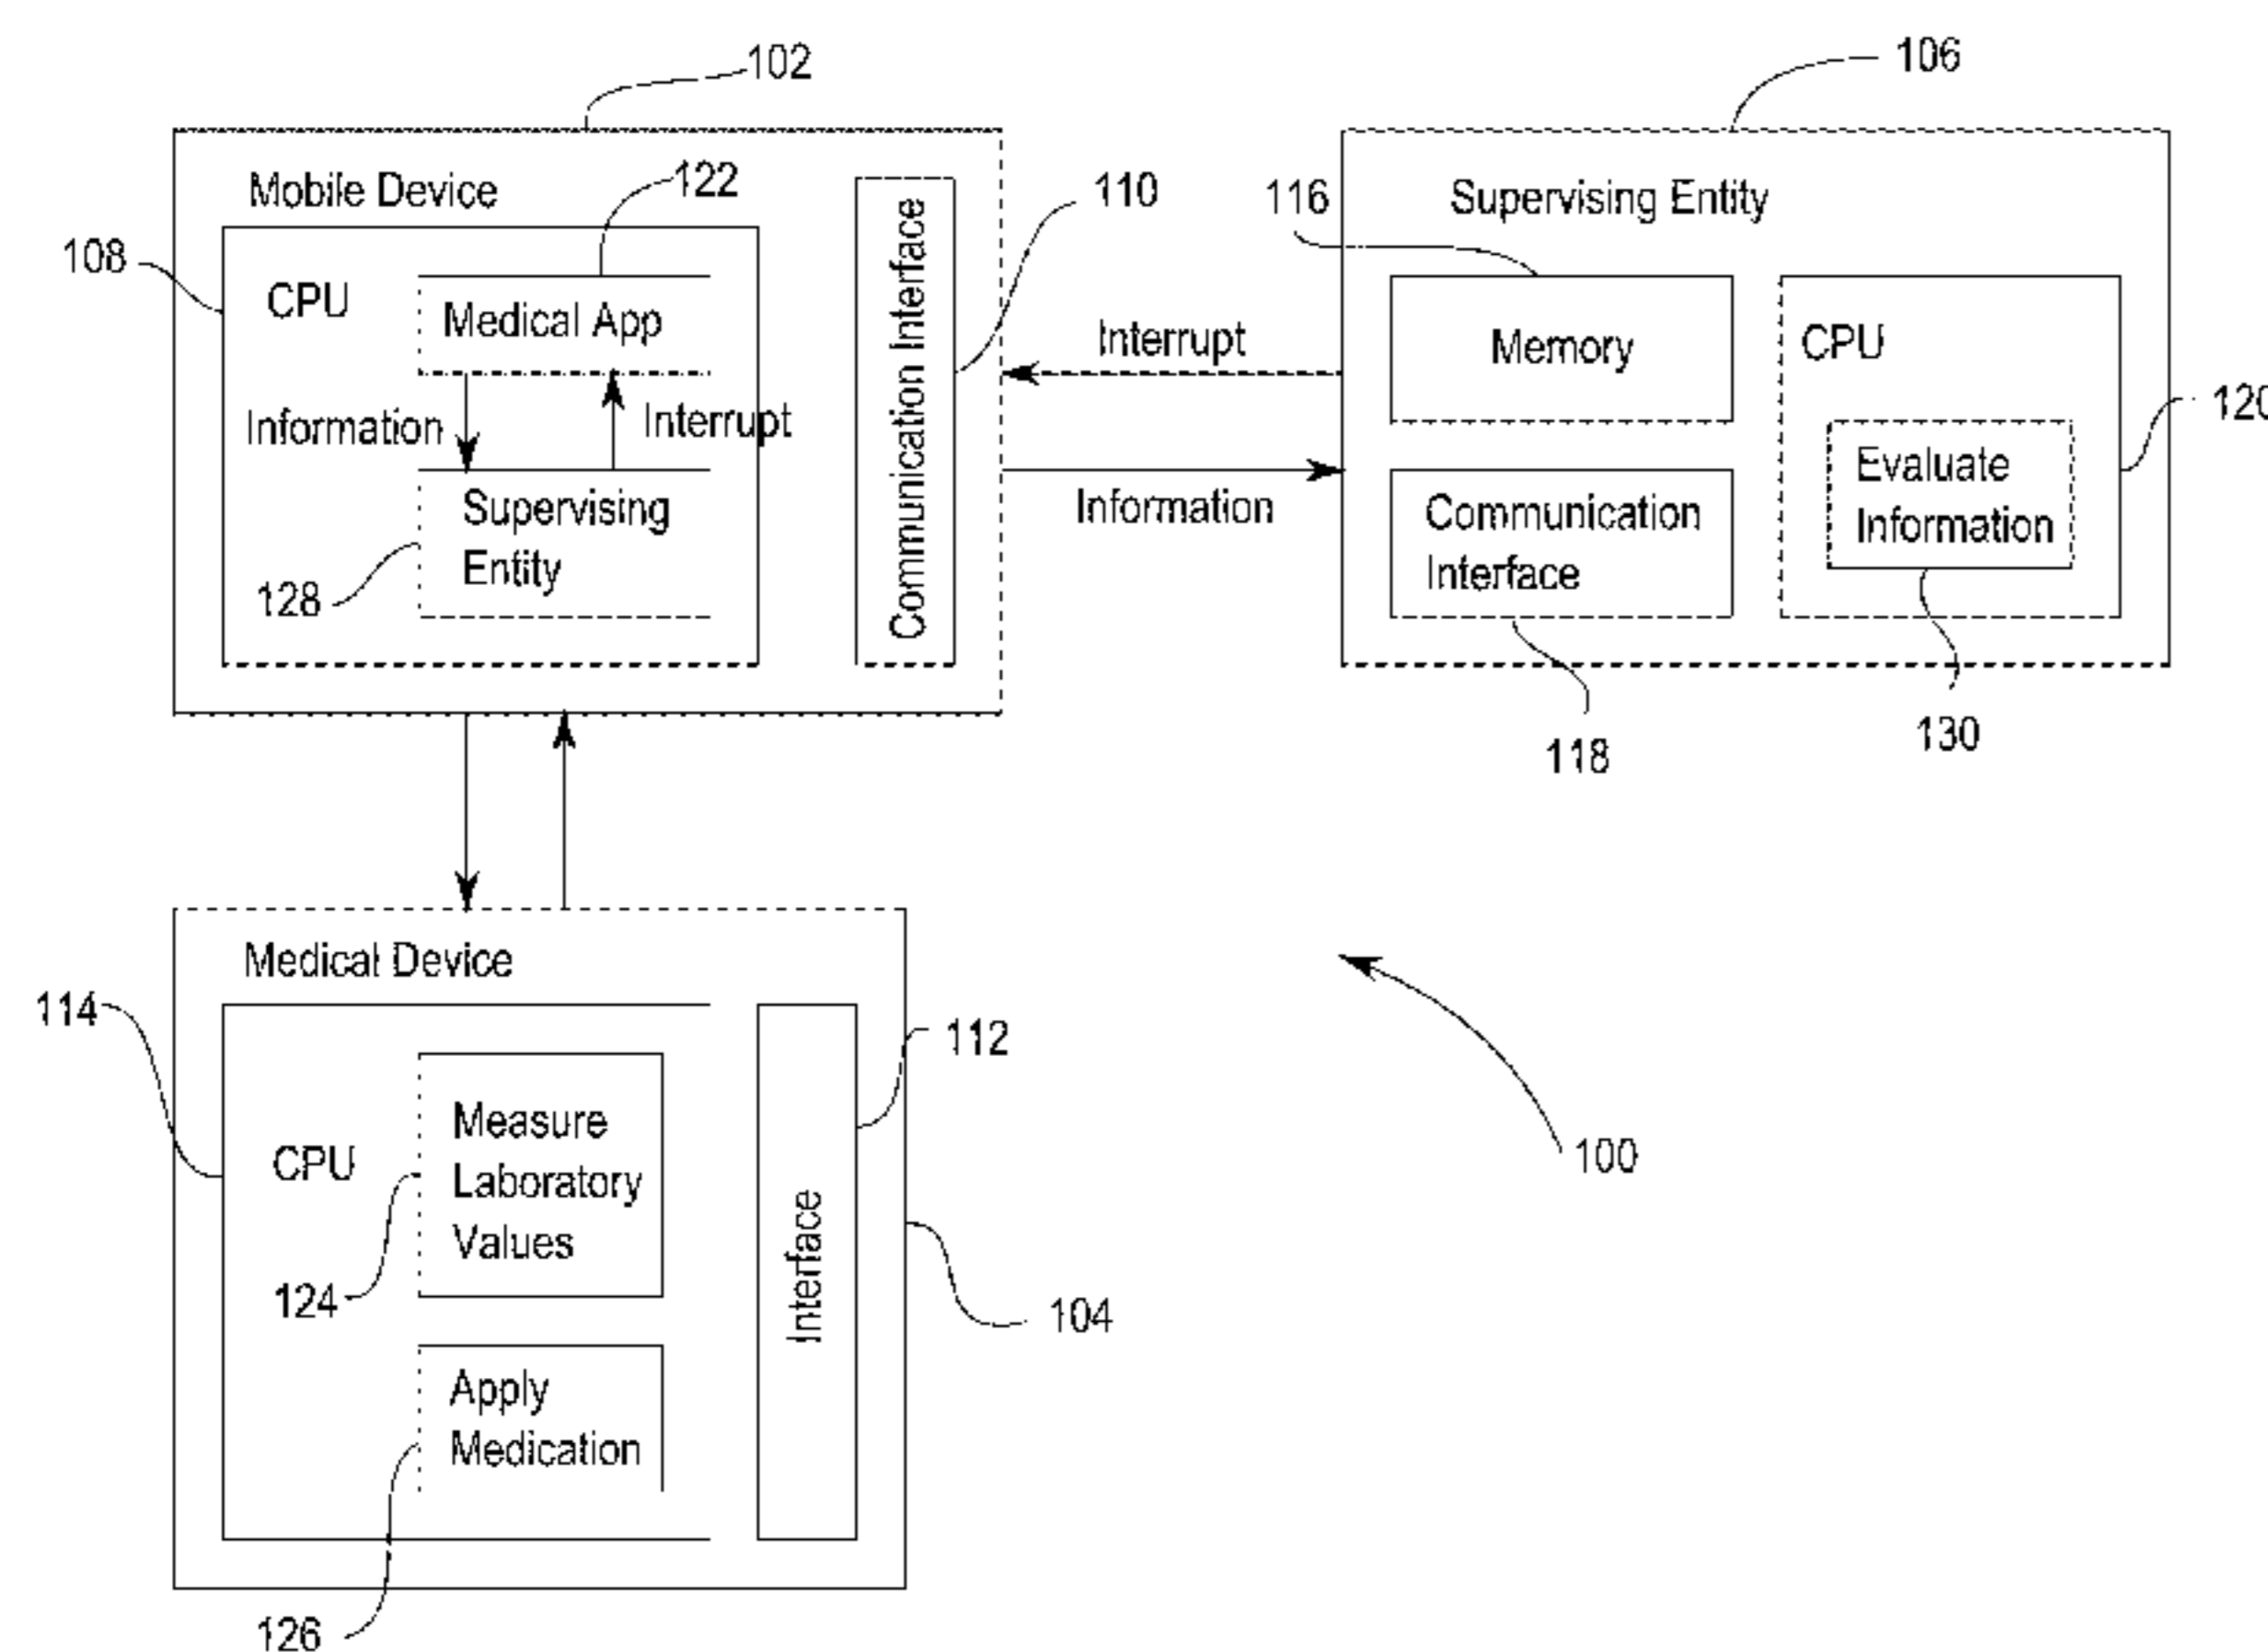 102
106
Mobile Device
122
110
116
Supervising Entity
108
CPU
Medical App
Communication Interface
Interrupt
Memory
CPU
120
Information
Interrupt
Information
Supervising
Entity
128
Communication
Interface
Evaluate
Information
118
130
Medical Device
114
112
CPU
Measure
Laboratory
Values
Interface
100
124
104
Apply
Medication
126